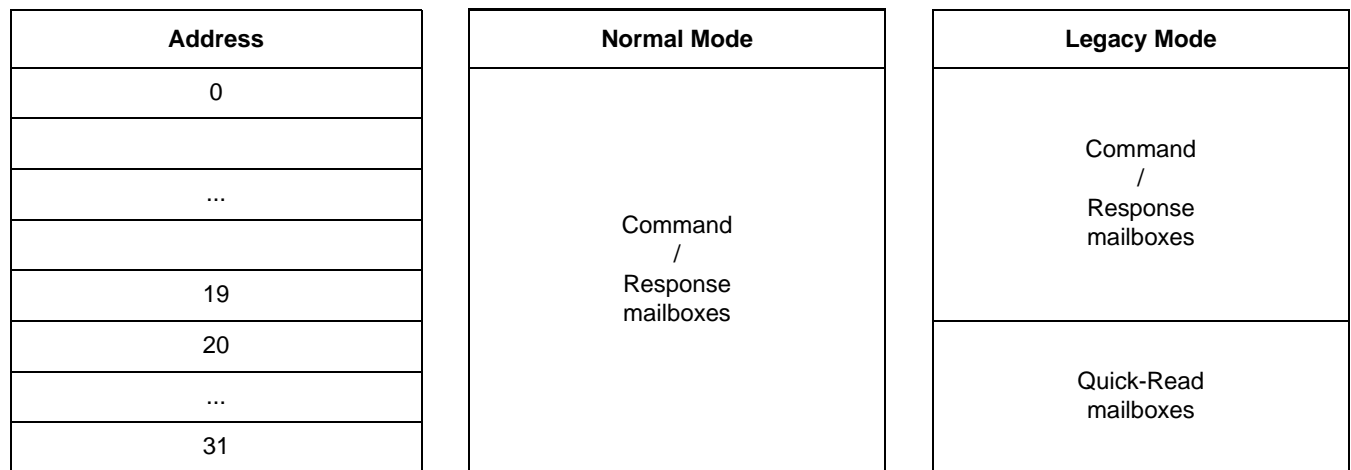 Address
0
...
19
20
...
31
Normal Mode
Command
/
Response
mailboxes
Legacy Mode
Command
/
Response
mailboxes
Quick-Read
mailboxes